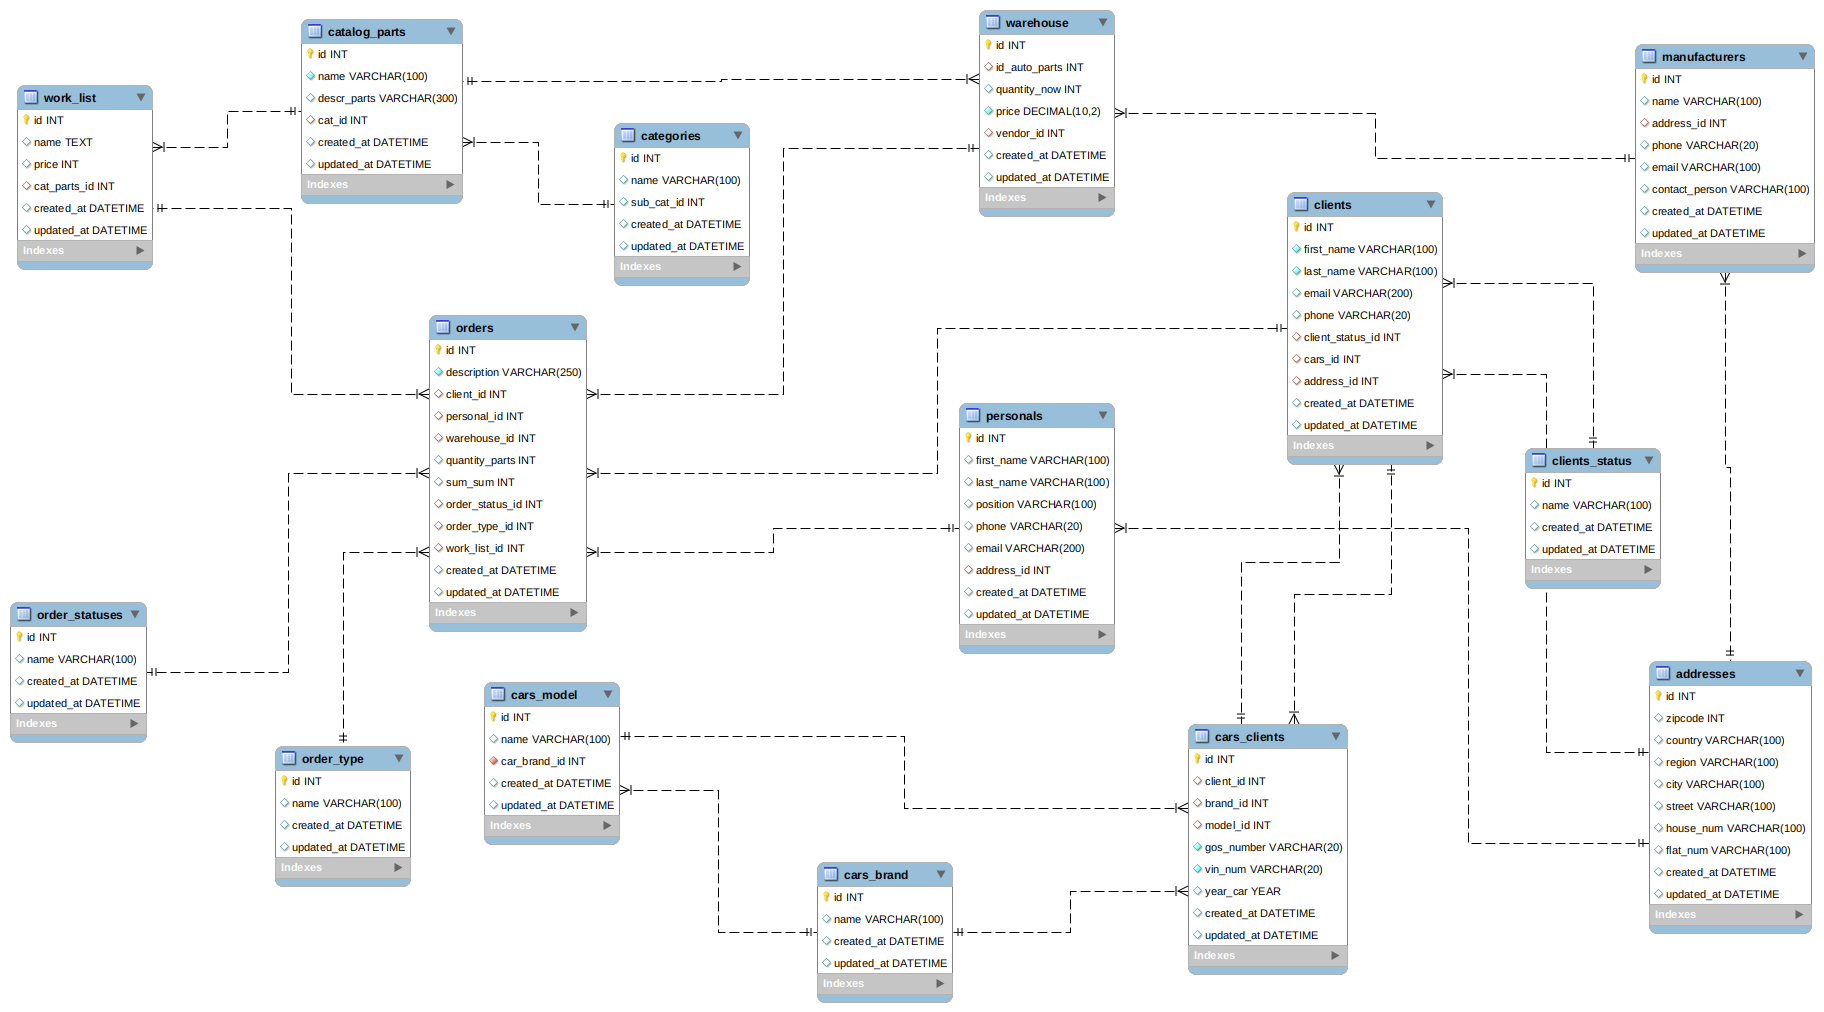 catalog_parts
id INT
name VARCHAR(100)
descr_parts VARCHAR(300)
cat_id INT
created_at DATETIME
updated_at DATETIME
Indexes
warehouse
id INT
id_auto_parts INT
quantity_now INT
price DECIMAL(10,2)
vendor_id INT
created_at DATETIME
updated_at DATETIME
Indexes
manufacturers
id INT
name VARCHAR(100)
address_id INT
phone VARCHAR(20)
email VARCHAR(100)
contact_person VARCHAR(100)
created_at DATETIME
updated_at DATETIME
Indexes
work_list
id INT
name TEXT
price INT
cat_parts_id INT
created_at DATETIME
updated_at DATETIME
Indexes
categories
id INT
name VARCHAR(100)
sub_cat_id INT
created_at DATETIME
updated_at DATETIME
Indexes
clients
id INT
first_name VARCHAR(100)
last_name VARCHAR(100)
email VARCHAR(200)
phone VARCHAR(20)
client_status_id INT
cars_id INT
address_id INT
created_at DATETIME
updated_at DATETIME
Indexes
orders
id INT
description VARCHAR(250)
client_id INT
personal_id INT
warehouse_id INT
quantity_parts INT
sum_sum INT
order_status_id INT
order_type_id INT
work_list_id INT
created_at DATETIME
updated_at DATETIME
Indexes
personals
id INT
first_name VARCHAR(100)
last_name VARCHAR(100)
position VARCHAR(100)
phone VARCHAR(20)
email VARCHAR(200)
address_id INT
created_at DATETIME
updated_at DATETIME
Indexes
clients_status
id INT
name VARCHAR(100)
created_at DATETIME
updated_at DATETIME
Indexes
order_statuses
id INT
name VARCHAR(100)
created_at DATETIME
updated_at DATETIME
Indexes
addresses
id INT
zipcode INT
country VARCHAR(100)
region VARCHAR(100)
city VARCHAR(100)
street VARCHAR(100)
house_num VARCHAR(100)
flat_num VARCHAR(100)
created_at DATETIME
updated_at DATETIME
Indexes
cars_model
id INT
name VARCHAR(100)
car_brand_id INT
created_at DATETIME
updated_at DATETIME
Indexes
cars_clients
id INT
client_id INT
brand_id INT
model_id INT
gos_number VARCHAR(20)
vin_num VARCHAR(20)
year_car YEAR
created_at DATETIME
updated_at DATETIME
Indexes
order_type
id INT
name VARCHAR(100)
created_at DATETIME
updated_at DATETIME
Indexes
cars_brand
id INT
name VARCHAR(100)
created_at DATETIME
updated_at DATETIME
Indexes